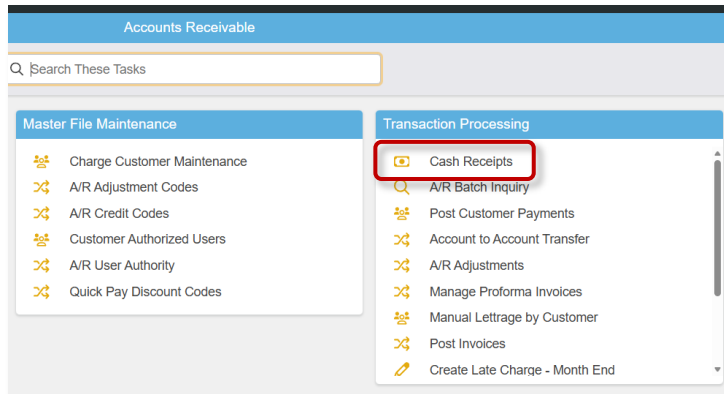 Accounts Receivable
Search These Tasks
Master File Maintenance
Charge Customer Maintenance
A/R Adjustment Codes
A/R Credit Codes
Customer Authorized Users
A/R User Authority
Quick Pay Discount Codes
Transaction Processing
Cash Receipts
A/R Batch Inquiry
Post Customer Payments
Account to Account Transfer
A/R Adjustments
Manage Proforma Invoices
Manual Lettrage by Customer
Post Invoices
Create Late Charge - Month End